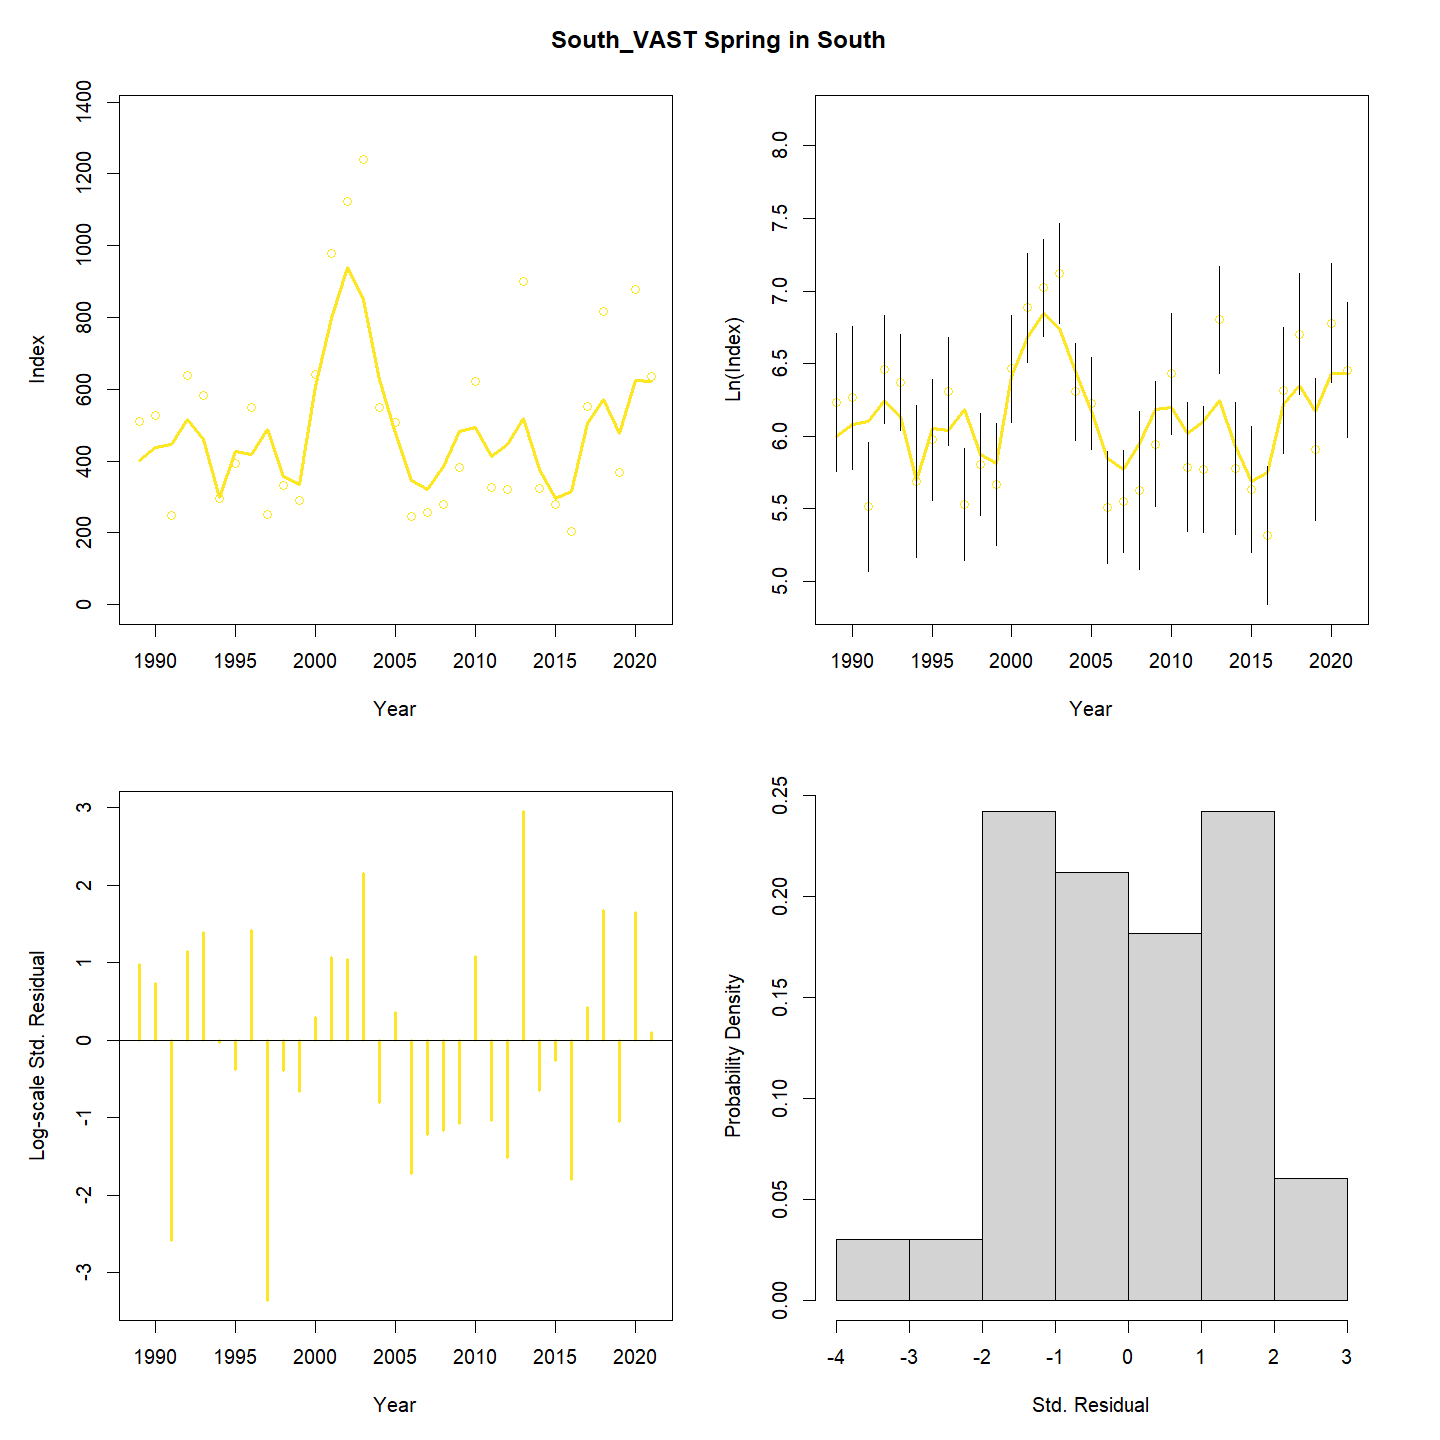 South_VAST Spring in South
Index
0 200 400 600 800 1000 1200 1400
1990 1995 2000 2005 2010 2015 2020
Year
Ln(Index)
5.0 5.5 6.0 6.5 7.0 7.5 8.0
1990 1995 2000 2005 2010 2015 2020
Year
Log-scale Std. Residual
-3 -2 -1 0 1 2 3
1990 1995 2000 2005 2010 2015 2020
Year
Probability Density
0.00 0.05 0.10 0.15 0.20 0.25
-4 -3 -2 -1 0 1 2 3
Std. Residual